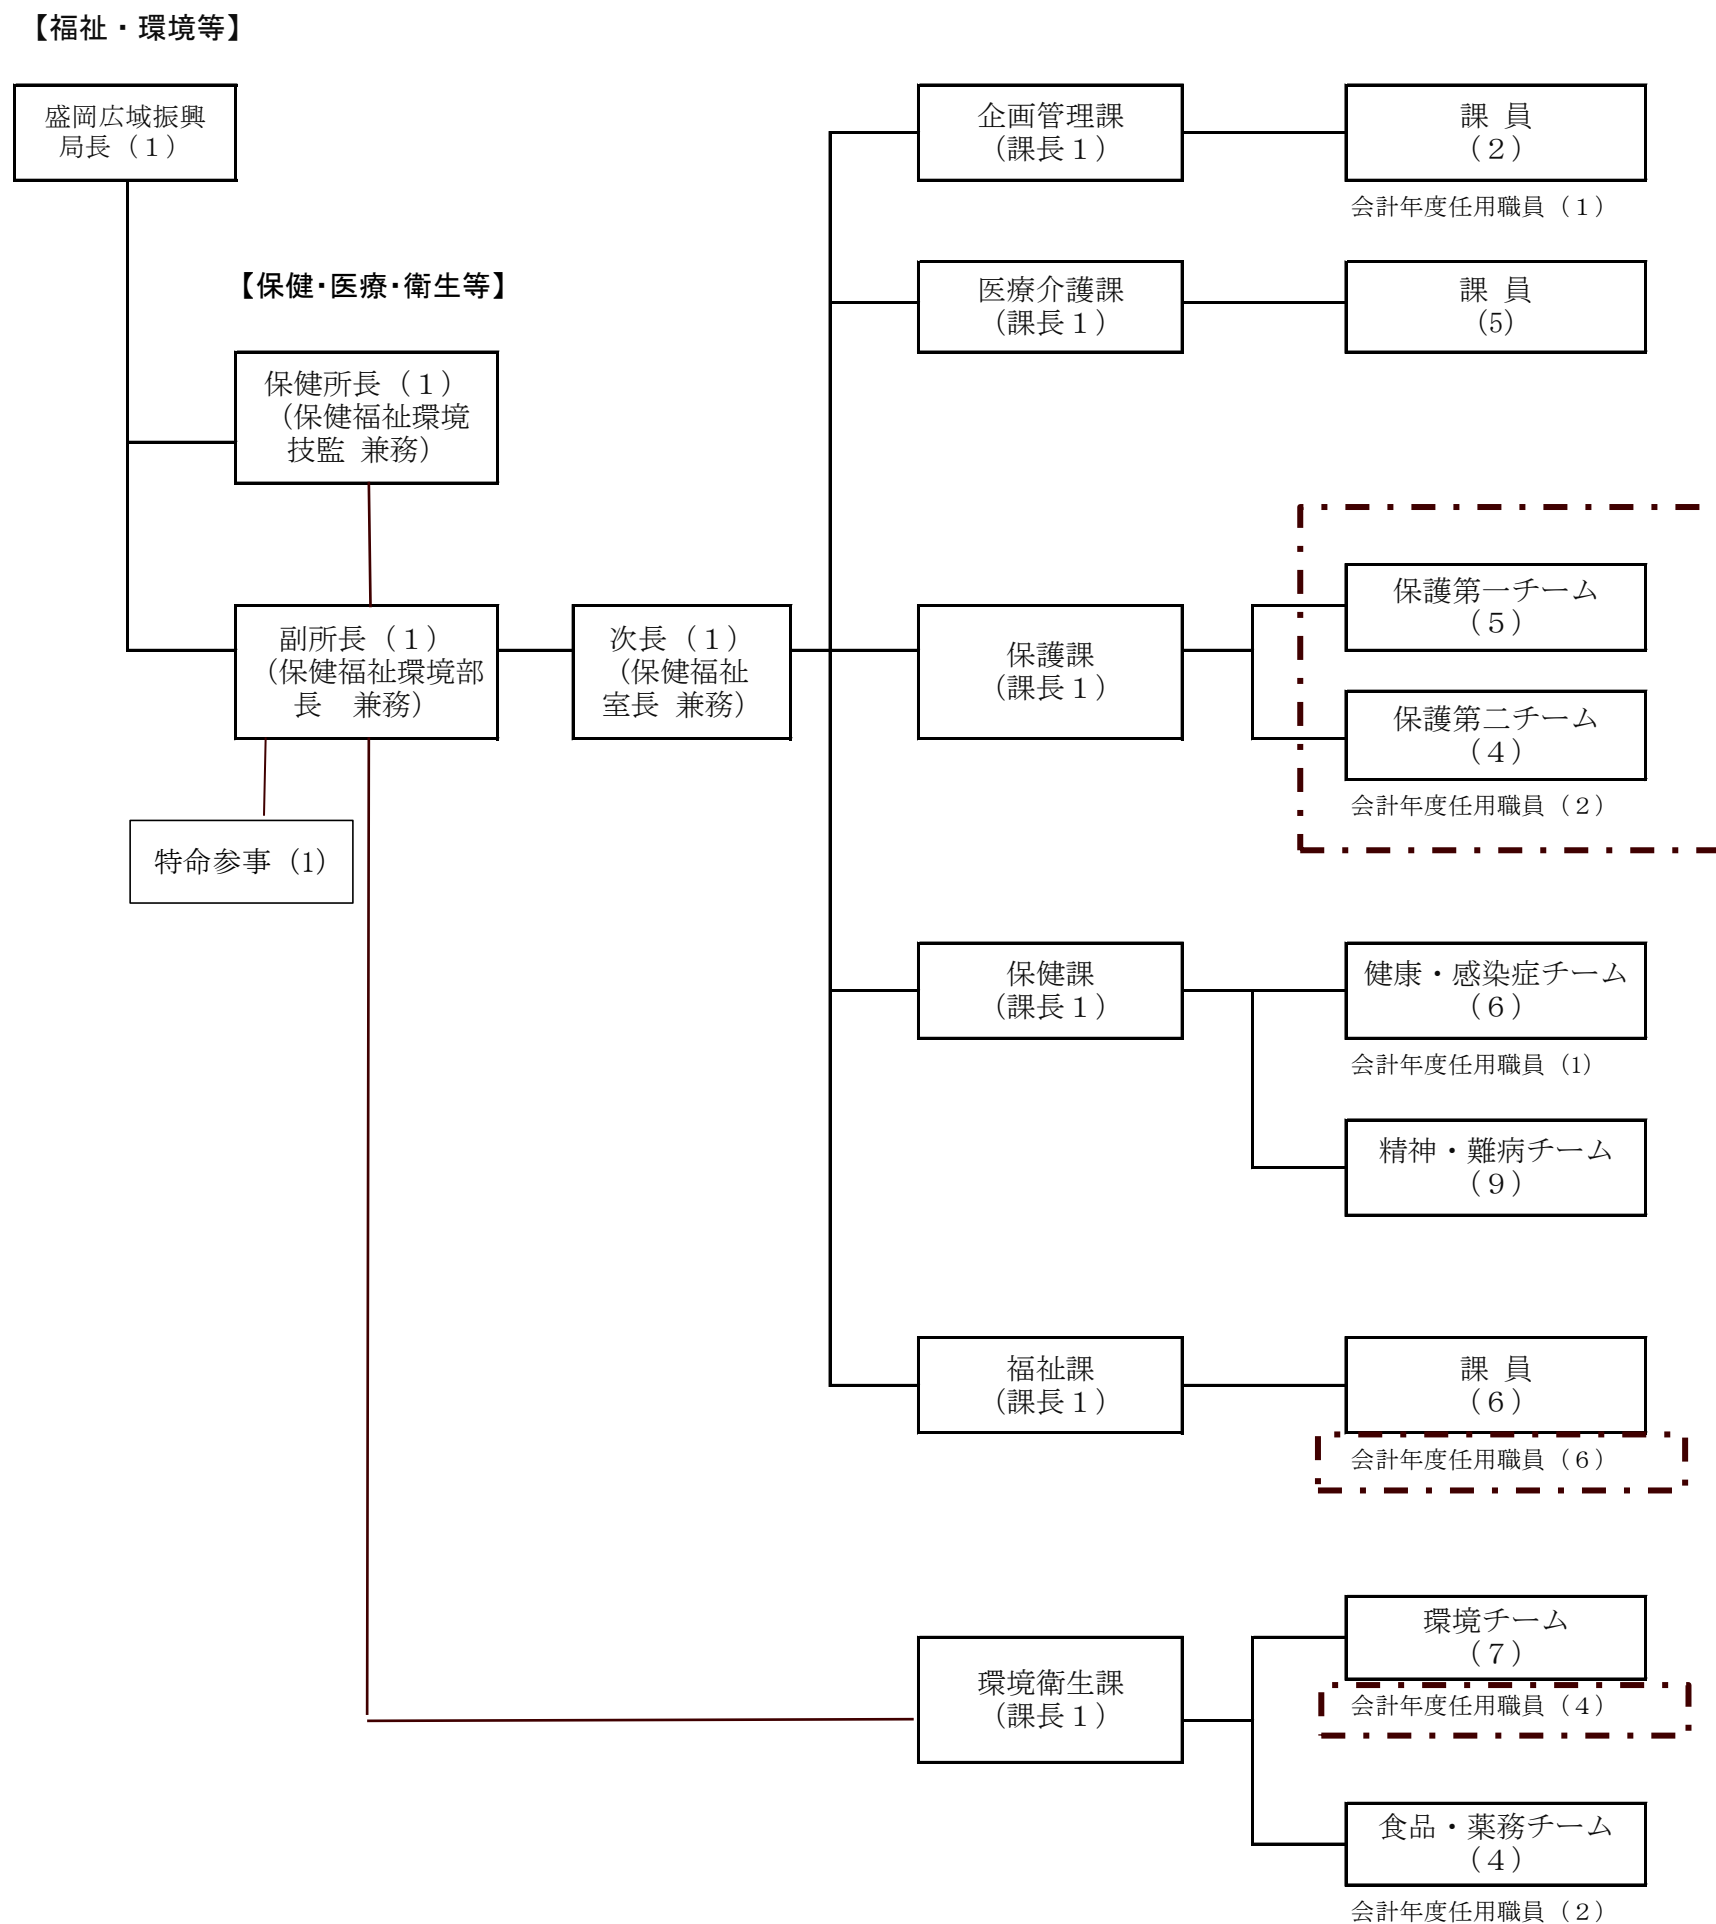 【福祉・環境等】
盛岡広域振興
局長（１）
【保健・医療・衛生等】
保健所長（１）
（保健福祉環境
技監 兼務）
副所長（１）
（保健福祉環境部
長　兼務）
特命参事 (1)
次長（１）
（保健福祉
室長 兼務）
企画管理課
（課長１）
課 員
（２）
会計年度任用職員（１）
医療介護課
（課長１）
課 員
(5)
保護課
（課長１）
保護第一チーム
（５）
保護第二チーム
（４）
会計年度任用職員（２）
保健課
（課長１）
健康・感染症チーム
（６）
会計年度任用職員 (1)
精神・難病チーム
（９）
福祉課
（課長１）
課 員
（６）
会計年度任用職員（６）
環境衛生課
（課長１）
環境チーム
（７）
会計年度任用職員（４）
食品・薬務チーム
（４）
会計年度任用職員（２）